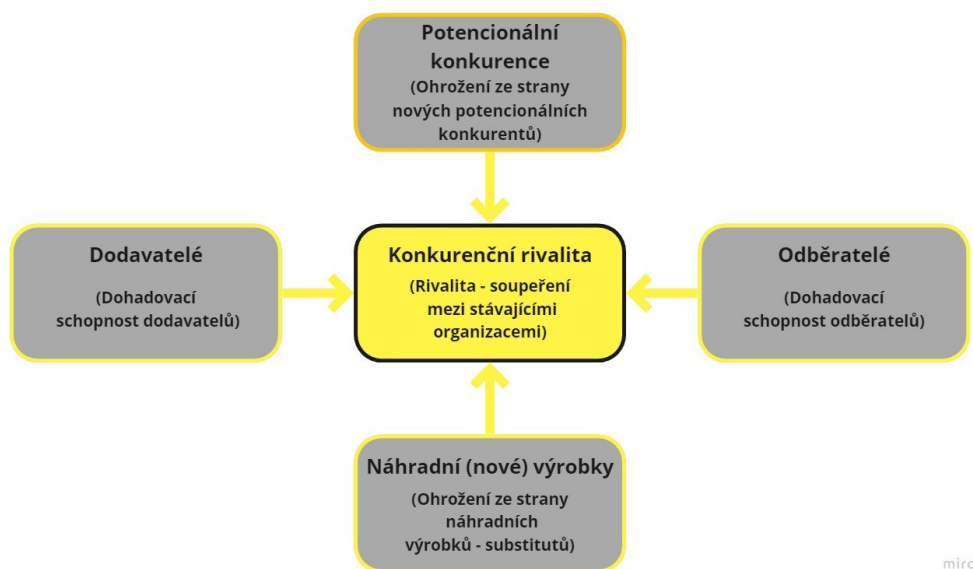 Potencionální
konkurence
(Ohrožení ze strany
nových potencionálních
konkurentů)
Dodavatelé
(Dohadovací
schopnost dodavatelů)
Konkurenční rivalita
(Rivalita - soupeření
mezi stávajícími
organizacemi)
Odběratelé
(Dohadovací
schopnost odběratelů)
Náhradní (nové) výrobky
(Ohrožení ze strany
náhradních
výrobků - substitutů)
miro